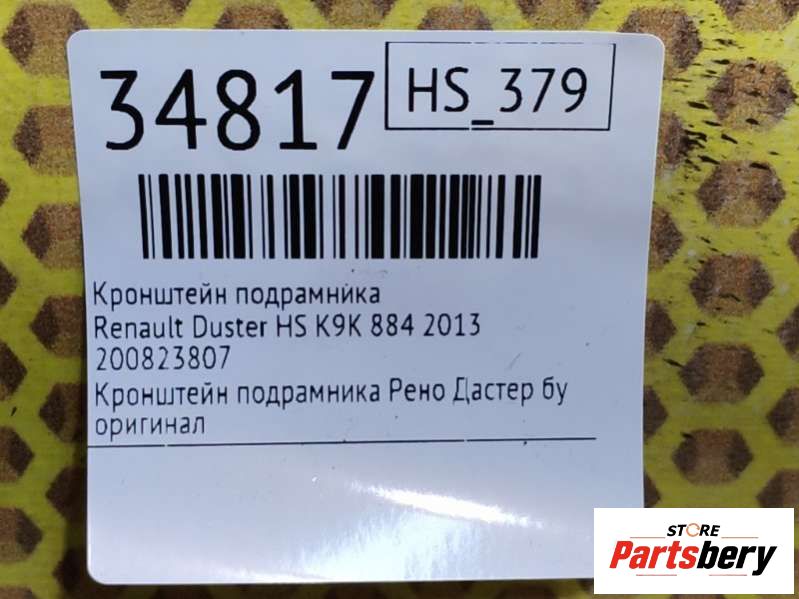 34817
HS_379
Кронштейн подрамника
Renault Duster HS K9K 884 2013
200823807
Кронштейн подрамника Рено Дастер бу
оригинал
STORE
Partsbery